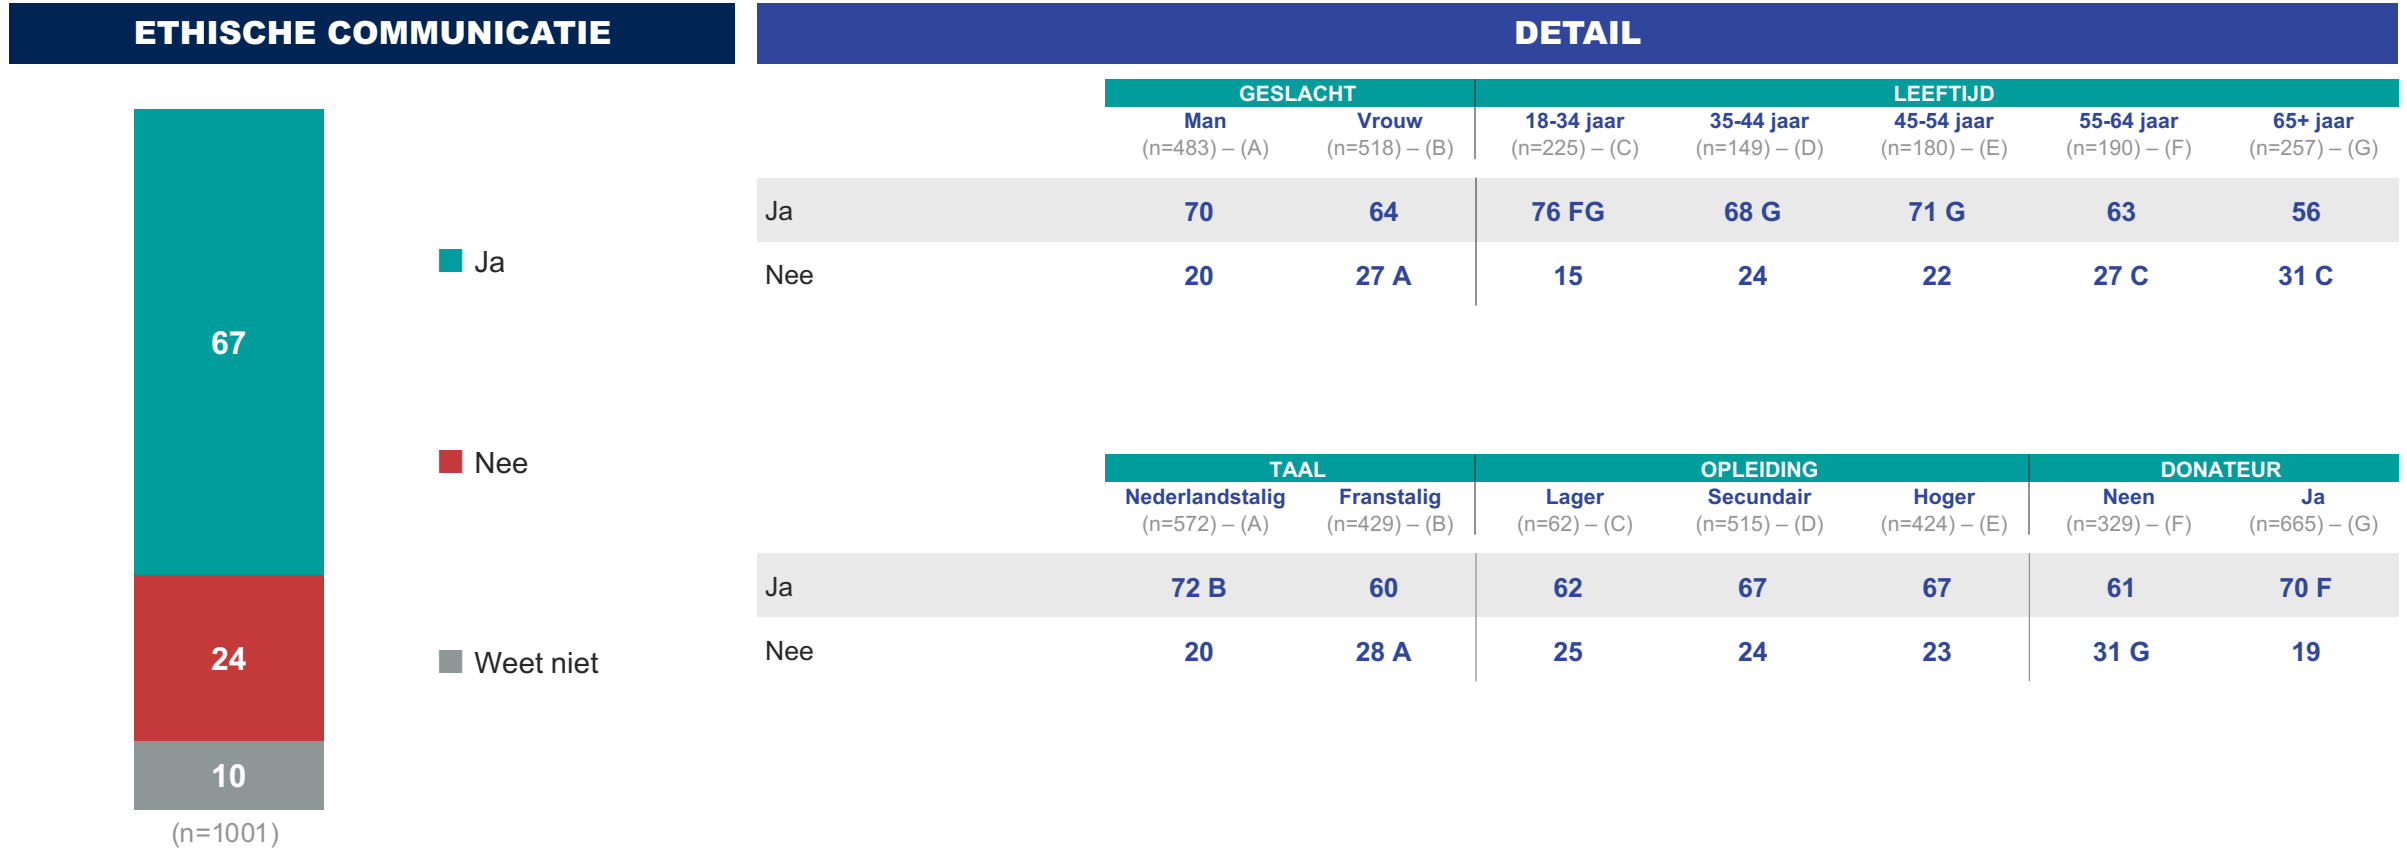 ETHISCHE COMMUNICATIE
67
24
10
(n=1001)
Ja
Nee
Weet niet
DETAIL
GESLACHT LEEFTIJD
Man Vrouw 18-34 jaar 35-44 jaar 45-54 jaar 55-64 jaar 65+ jaar
(n=483) – (A) (n=518) – (B) (n=225) – (C) (n=149) – (D) (n=180) – (E) (n=190) – (F) (n=257) – (G)
Ja 70 64 76 FG 68 G 71 G 63 56
Nee 20 27 A 15 24 22 27 C 31 C
TAAL OPLEIDING DONATEUR
Nederlandstalig Franstalig Lager Secundair Hoger Neen Ja
(n=572) – (A) (n=429) – (B) (n=62) – (C) (n=515) – (D) (n=424) – (E) (n=329) – (F) (n=665) – (G)
Ja 72 B 60 62 67 67 61 70 F
Nee 20 28 A 25 24 23 31 G 19